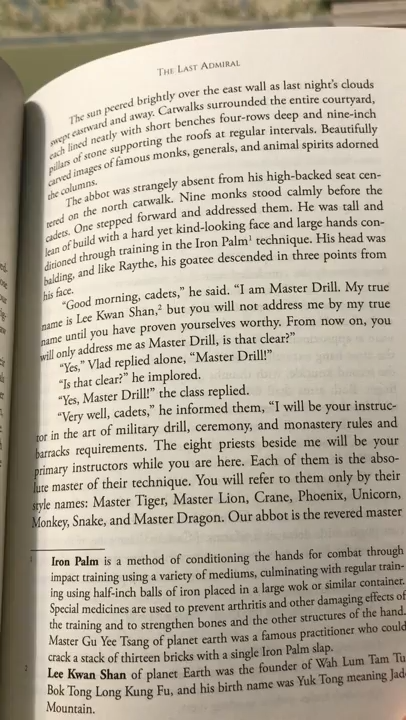 THE LAST ADMIRAL
The sun peered brightly over the east wall as last night's clouds
swept eastward and away. Catwalks surrounded the entire courtyard,
each lined neatly with short benches four-rows deep and nine-inch
pillars of stone supporting the roofs at regular intervals. Beautifully
carved images of famous monks, generals, and animal spirits adorned
the columns.
The abbot was strangely absent from his high-backed seat cen-
tered on the north catwalk. Nine monks stood calmly before the
cadets. One stepped forward and addressed them. He was tall and
lean of build with a hard yet kind-looking face and large hands con-
ditioned through training in the Iron Palm¹ technique. His head was
balding, and like Raythe, his goatee descended in three points from
his face.
"Good morning, cadets," he said. "I am Master Drill. My true
name is Lee Kwan Shan,² but you will not address me by my true
name until you have proven yourselves worthy. From now on, you
will only address me as Master Drill, is that clear?"
"Yes," Vlad replied alone, "Master Drill!"
"Is that clear?" he implored.
"Yes, Master Drill!" the class replied.
"Very well, cadets," he informed them, "I will be your instruc-
tor in the art of military drill, ceremony, and monastery rules and
barracks requirements. The eight priests beside me will be your
primary instructors while you are here. Each of them is the abso-
lute master of their technique. You will refer to them only by their
style names: Master Tiger, Master Lion, Crane, Phoenix, Unicorn,
Monkey, Snake, and Master Dragon. Our abbot is the revered master
1 Iron Palm is a method of conditioning the hands for combat through
impact training using a variety of mediums, culminating with regular train-
ing using half-inch balls of iron placed in a large wok or similar container.
Special medicines are used to prevent arthritis and other damaging effects of
the training and to strengthen bones and the other structures of the hand.
Master Gu Yee Tsang of planet earth was a famous practitioner who could
crack a stack of thirteen bricks with a single Iron Palm slap.
2 Lee Kwan Shan of planet Earth was the founder of Wah Lum Tam Tui
Bok Tong Long Kung Fu, and his birth name was Yuk Tong meaning Jade
Mountain.